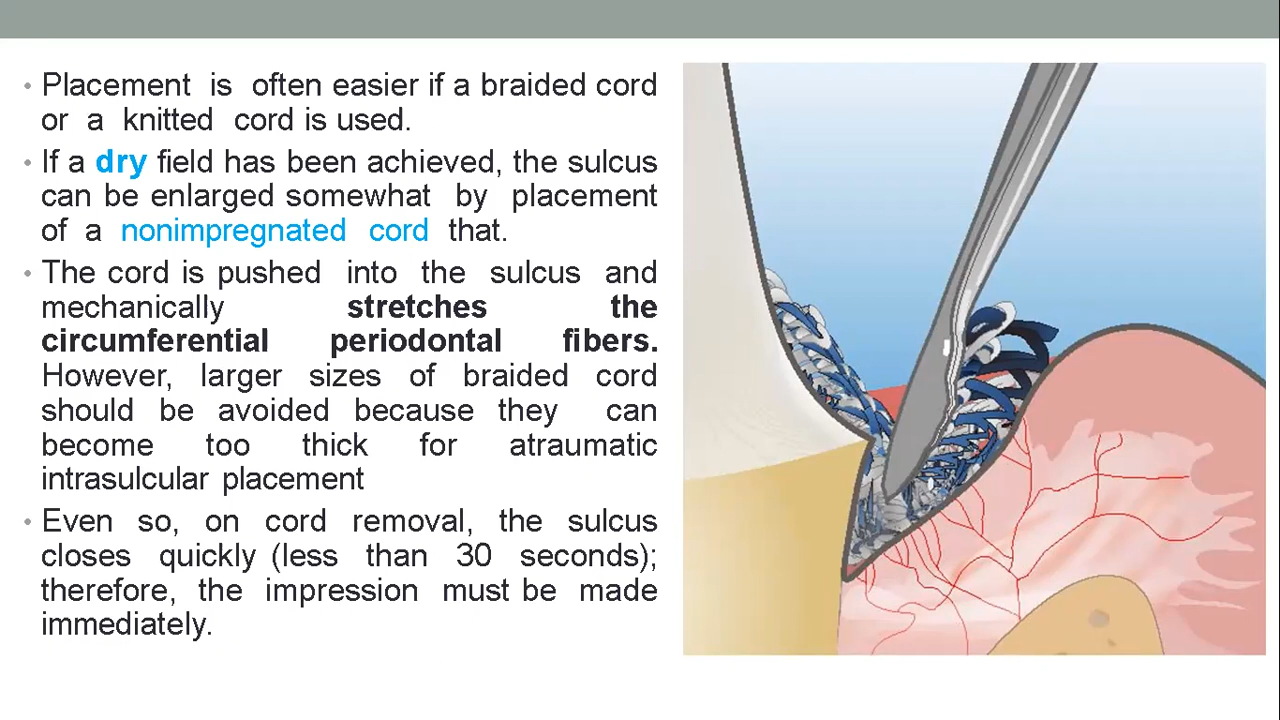 • Placement is often easier if a braided cord
or a knitted cord is used.
• If a dry field has been achieved, the sulcus
can be enlarged somewhat by placement
of a nonimpregnated cord that.
• The cord is pushed into the sulcus and
mechanically stretches the
circumferential periodontal fibers.
However, larger sizes of braided cord
should be avoided because they can
become too thick for atraumatic
intrasulcular placement
• Even so, on cord removal, the sulcus
closes quickly (less than 30 seconds);
therefore, the impression must be made
immediately.